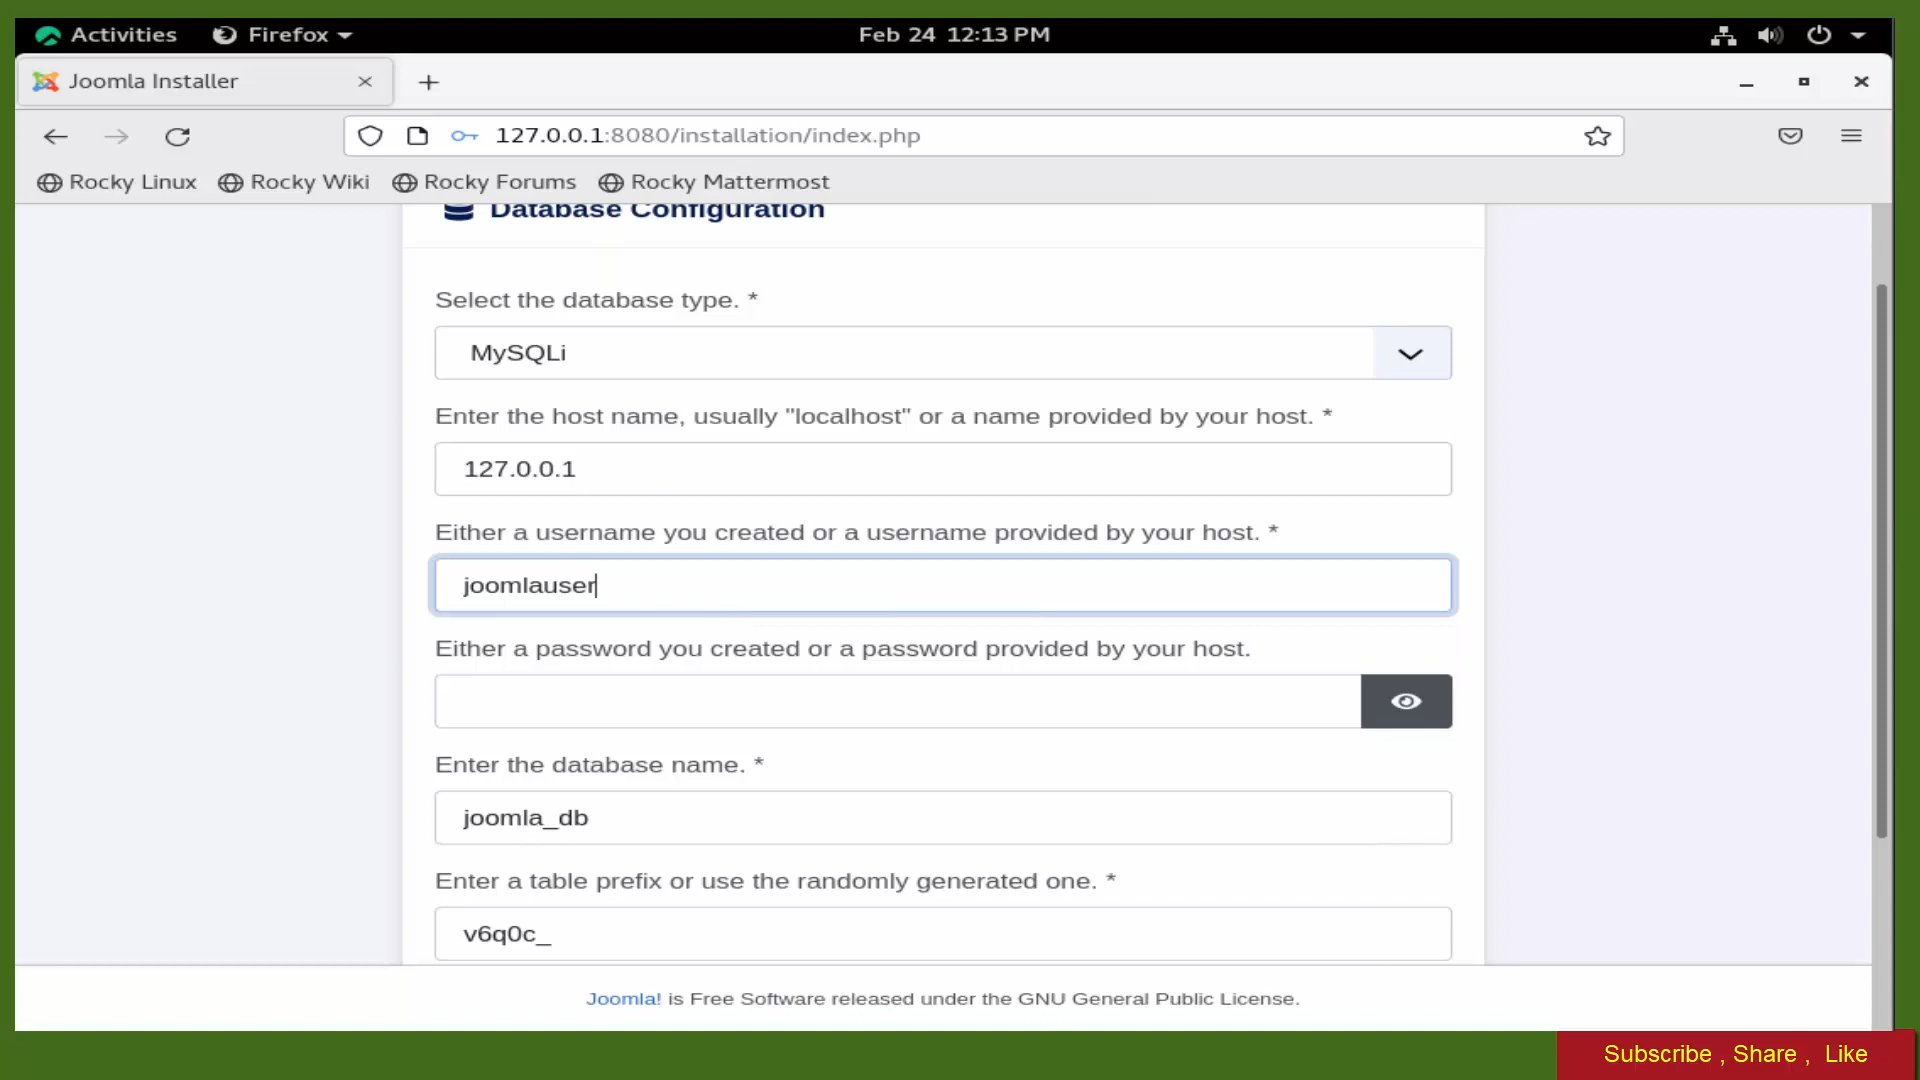 Activities Firefox Feb 24 12:13 PM
Joomla Installer
127.0.0.1:8080/installation/index.php
Rocky Linux Rocky Wiki Rocky Forums Rocky Mattermost
Database Configuration
Select the database type. *
MySQLi
Enter the host name, usually "localhost" or a name provided by your host. *
127.0.0.1
Either a username you created or a username provided by your host. *
joomlauser
Either a password you created or a password provided by your host.
Enter the database name. *
joomla_db
Enter a table prefix or use the randomly generated one. *
v6q0c_
Joomla! is Free Software released under the GNU General Public License.
Subscribe , Share , Like